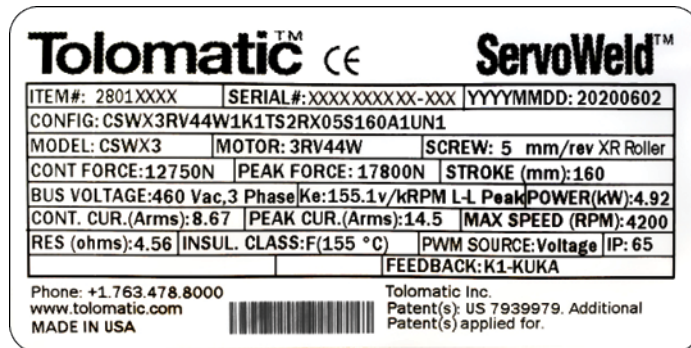 Tolomatic™ CE ServoWeld™
ITEM#: 2801XXXX SERIAL#:XXXXXXXXXX-XXX YYYYMMDD: 20200602
CONFIG: CSWX3RV44W1K1TS2RX05S160A1UN1
MODEL: CSWX3 MOTOR: 3RV44W SCREW: 5 mm/rev XR Roller
CONT FORCE:12750N PEAK FORCE: 17800N STROKE (mm):160
BUS VOLTAGE:460 Vac,3 Phase Ke:155.1v/kRPM L-L Peak POWER(kW):4.92
CONT. CUR.(Arms):8.67 PEAK CUR.(Arms):14.5 MAX SPEED (RPM):4200
RES (ohms):4.56 INSUL. CLASS:F(155 °C) PWM SOURCE:Voltage IP: 65
FEEDBACK:K1-KUKA
Phone: +1.763.478.8000
www.tolomatic.com
MADE IN USA
Tolomatic Inc.
Patent(s): US 7939979. Additional
Patent(s) applied for.